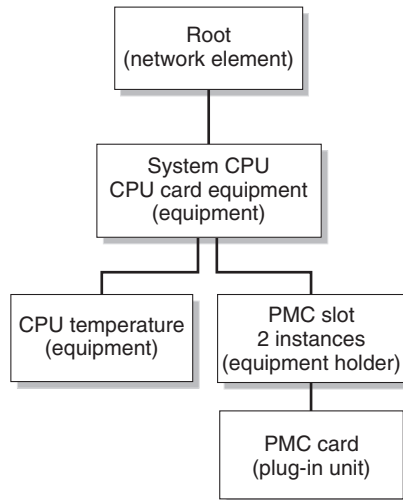 Root
(network element)
System CPU
CPU card equipment
(equipment)
CPU temperature
(equipment)
PMC slot
2 instances
(equipment holder)
PMC card
(plug-in unit)